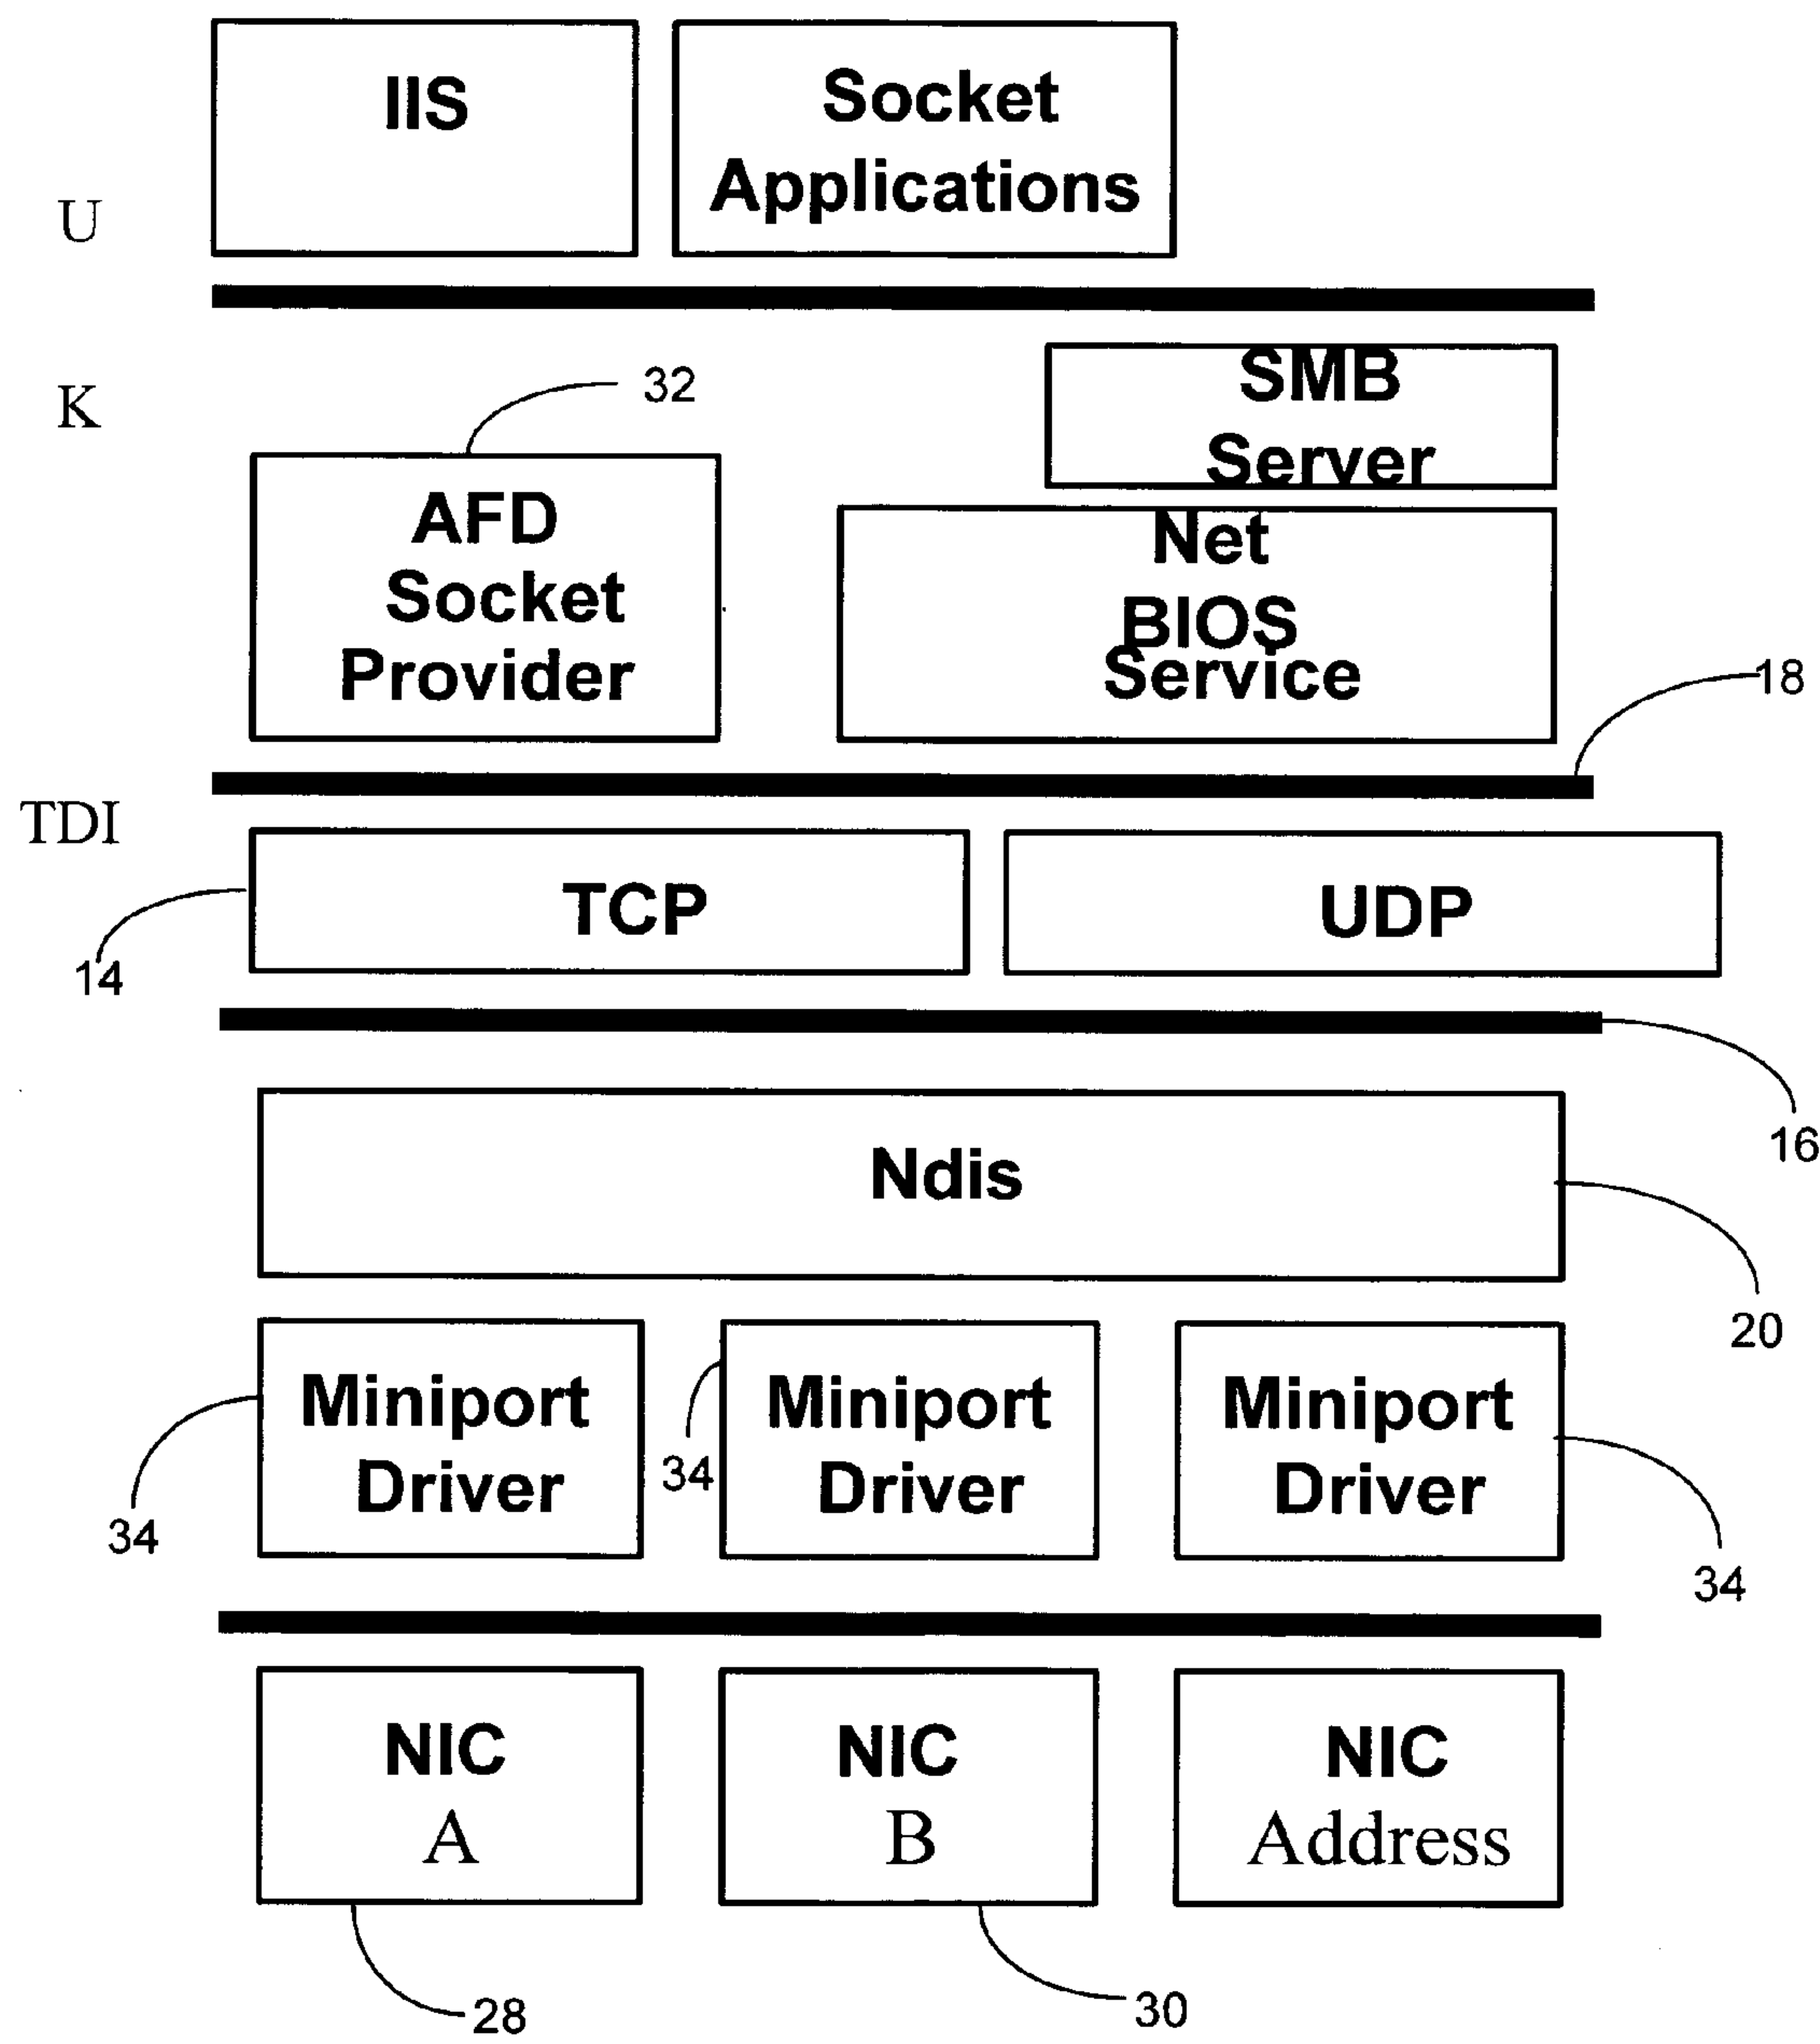 IIS
Socket
Applications
U
K
32
SMB
Server
AFD
Socket
Provider
Net
BIOS
Service
18
TDI
TCP
UDP
14
16
Ndis
20
Miniport
Driver
34
Miniport
Driver
34
Miniport
Driver
34
NIC
A
NIC
B
NIC
Address
28
30